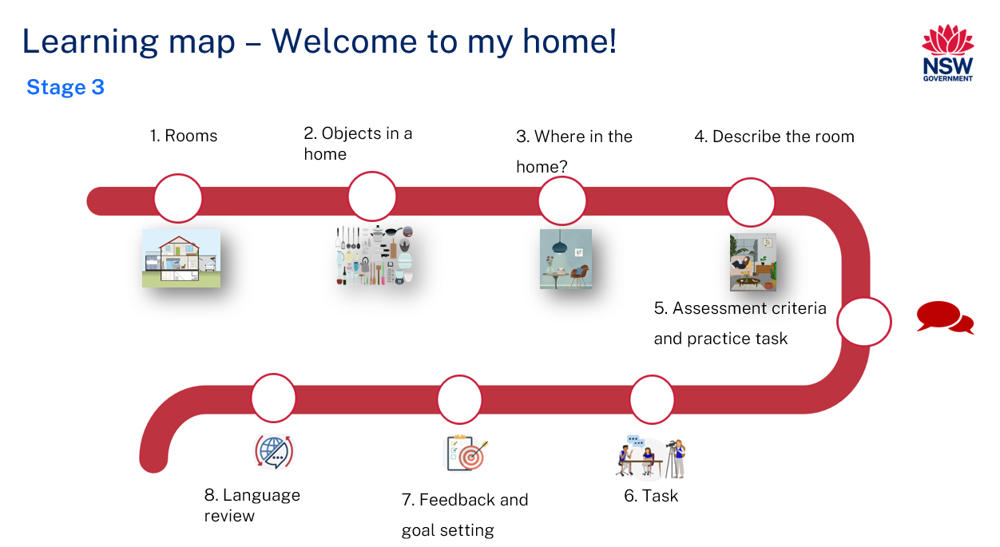 Learning map – Welcome to my home!
NSW
GOVERNMENT
Stage 3
1. Rooms
2. Objects in a
home
3. Where in the
home?
4. Describe the room
5. Assessment criteria
and practice task
8. Language
review
7. Feedback and
goal setting
6. Task